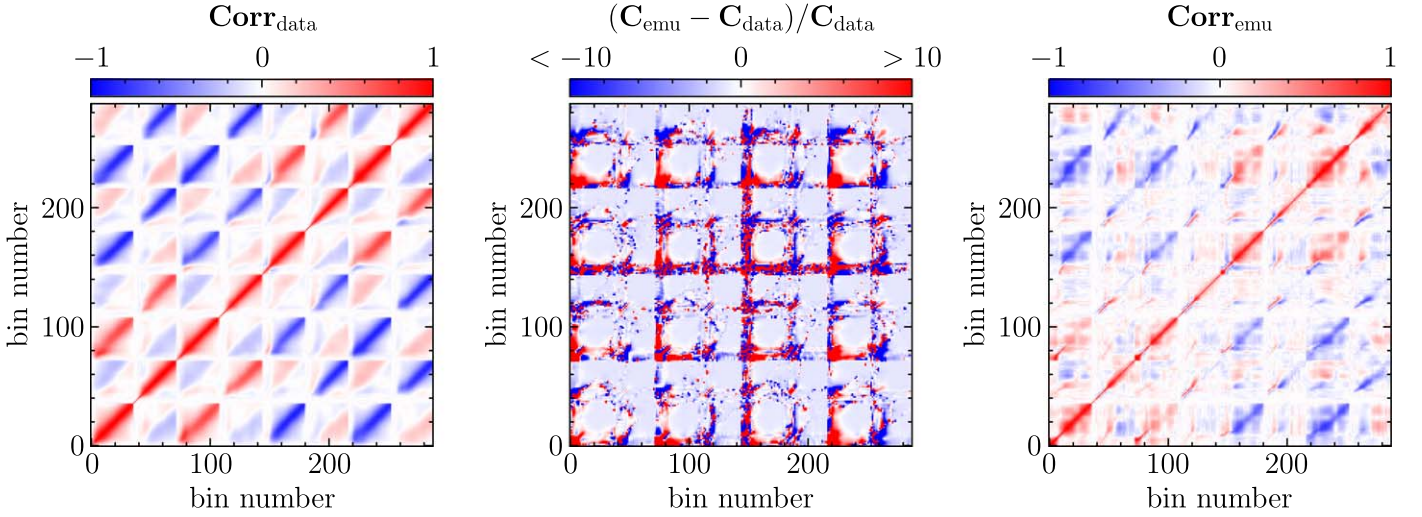 Corr_data
−1 0 1
200
100
0
bin number
0 100 200
bin number
(C_emu − C_data)/C_data
< −10 0 > 10
200
100
0
bin number
0 100 200
bin number
Corr_emu
−1 0 1
200
100
0
bin number
0 100 200
bin number